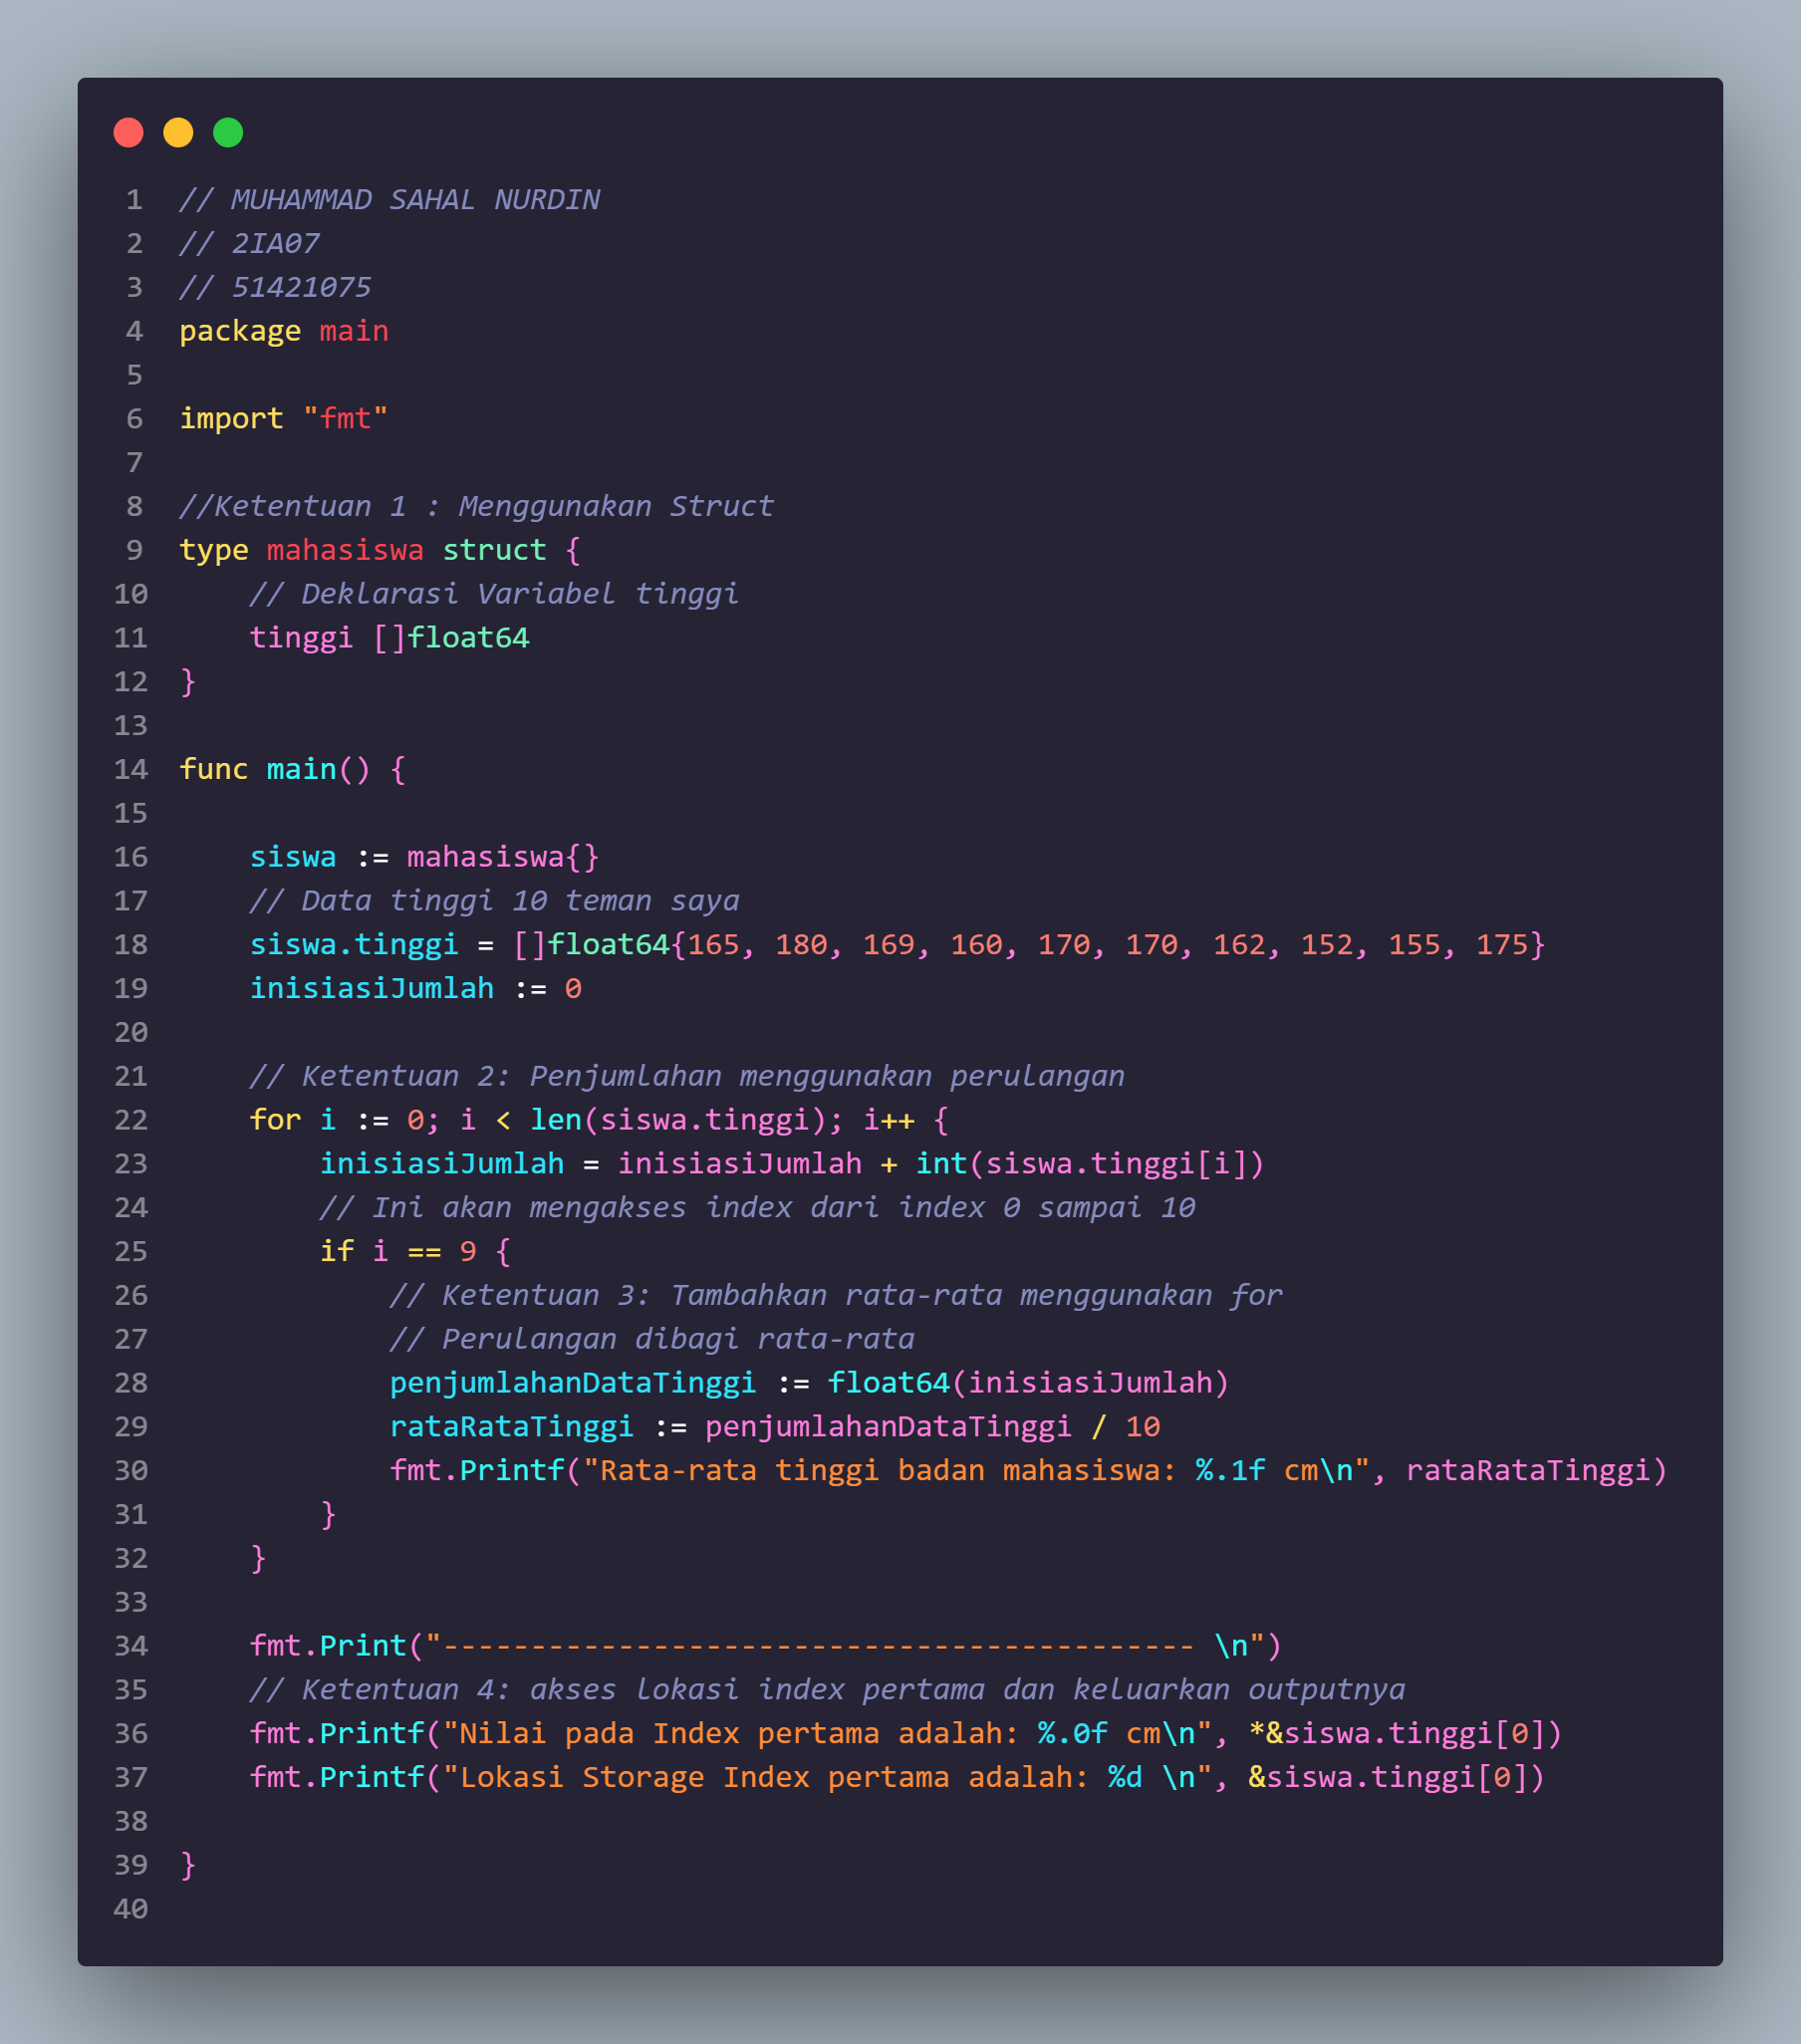 1 // MUHAMMAD SAHAL NURDIN
2 // 2IA07
3 // 51421075
4 package main
5
6 import "fmt"
7
8 //Ketentuan 1 : Menggunakan Struct
9 type mahasiswa struct {
10     // Deklarasi Variabel tinggi
11     tinggi []float64
12 }
13
14 func main() {
15
16     siswa := mahasiswa{}
17     // Data tinggi 10 teman saya
18     siswa.tinggi = []float64{165, 180, 169, 160, 170, 170, 162, 152, 155, 175}
19     inisiasiJumlah := 0
20
21     // Ketentuan 2: Penjumlahan menggunakan perulangan
22     for i := 0; i < len(siswa.tinggi); i++ {
23         inisiasiJumlah = inisiasiJumlah + int(siswa.tinggi[i])
24         // Ini akan mengakses index dari index 0 sampai 10
25         if i == 9 {
26             // Ketentuan 3: Tambahkan rata-rata menggunakan for
27             // Perulangan dibagi rata-rata
28             penjumlahanDataTinggi := float64(inisiasiJumlah)
29             rataRataTinggi := penjumlahanDataTinggi / 10
30             fmt.Printf("Rata-rata tinggi badan mahasiswa: %.1f cm\n", rataRataTinggi)
31         }
32     }
33
34     fmt.Print("------------------------------------------- \n")
35     // Ketentuan 4: akses lokasi index pertama dan keluarkan outputnya
36     fmt.Printf("Nilai pada Index pertama adalah: %.0f cm\n", *&siswa.tinggi[0])
37     fmt.Printf("Lokasi Storage Index pertama adalah: %d \n", &siswa.tinggi[0])
38
39 }
40